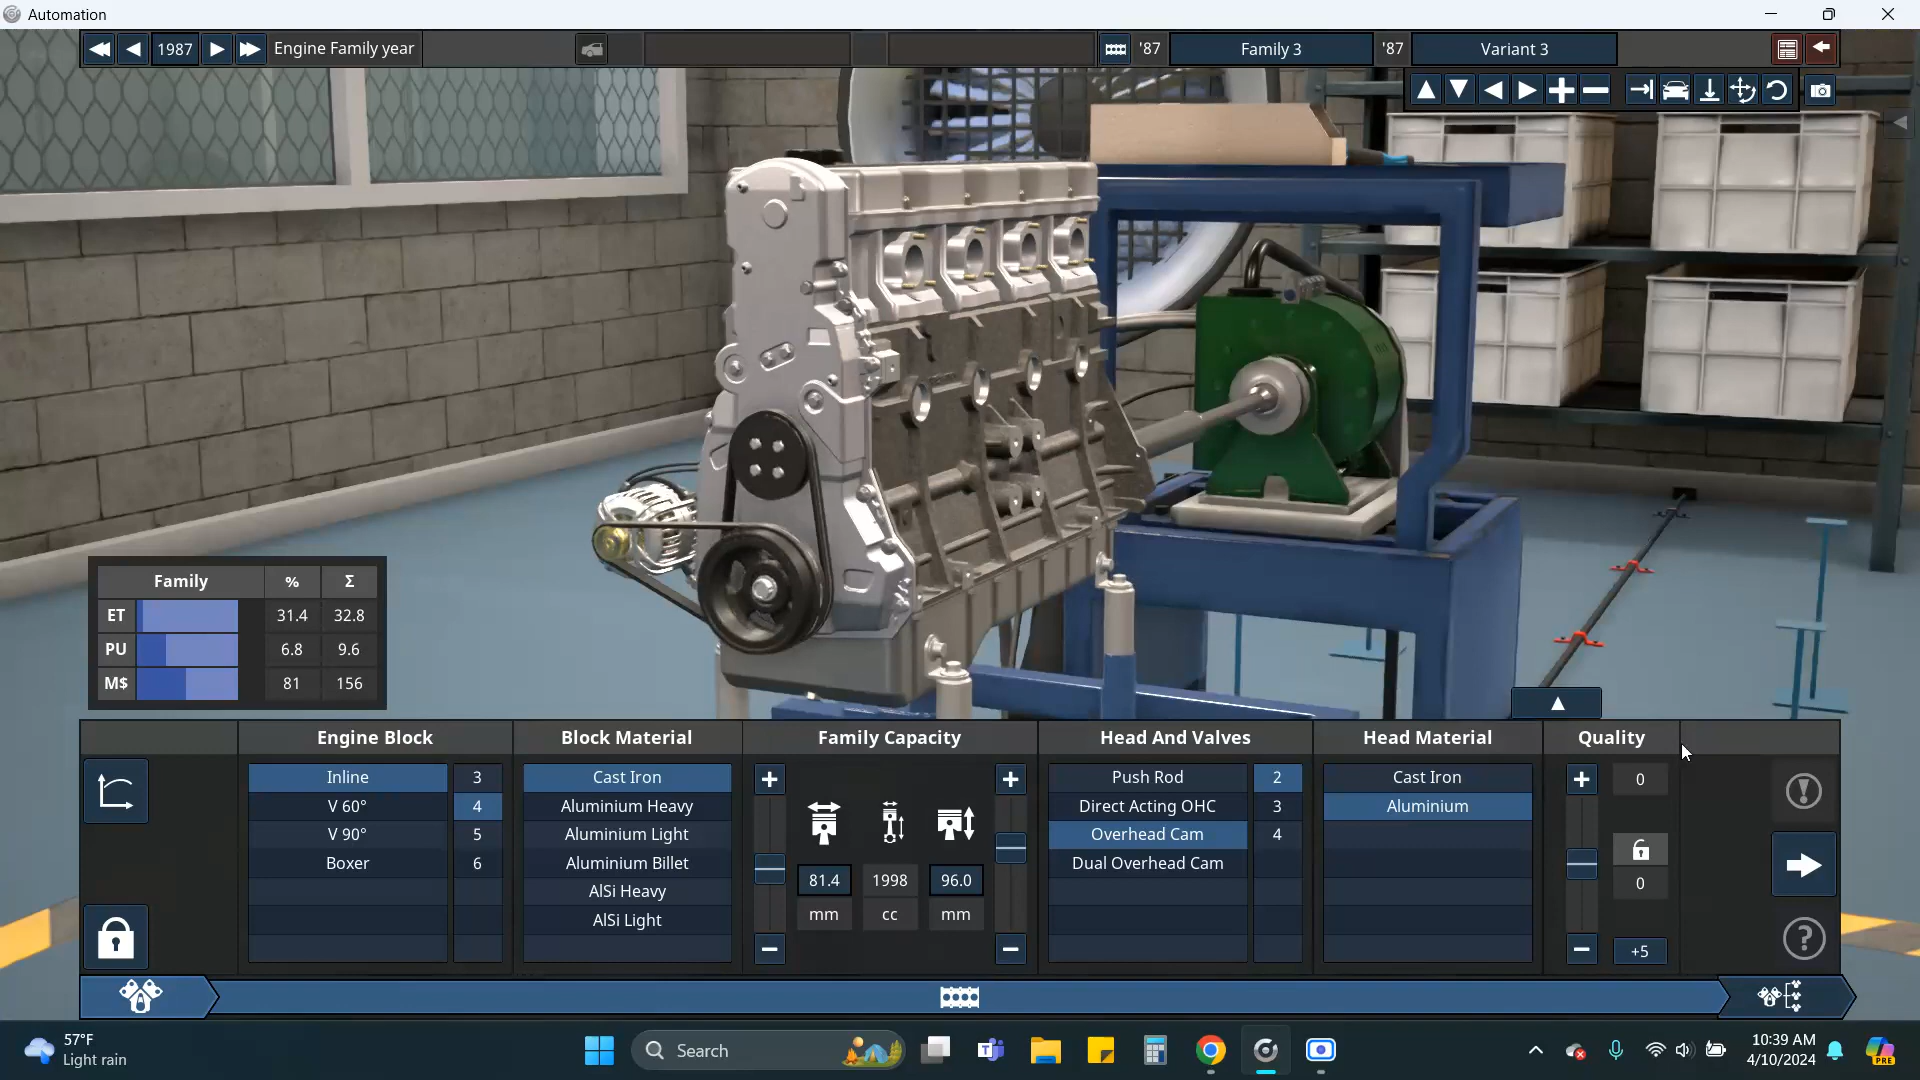 Automation
1987
Engine Family year
'87
Family 3
'87
Variant 3
Family % Σ
ET 31.4 32.8
PU 6.8 9.6
M$ 81 156
Engine Block
Inline
V 60°
V 90°
Boxer
3
4
5
6
Block Material
Cast Iron
Aluminium Heavy
Aluminium Light
Aluminium Billet
AlSi Heavy
AlSi Light
Family Capacity
81.4 1998 96.0
mm cc mm
Head And Valves
Push Rod
Direct Acting OHC
Overhead Cam
Dual Overhead Cam
2
3
4
Head Material
Cast Iron
Aluminium
Quality
0
0
+5
57°F
Light rain
Search
10:39 AM
4/10/2024
PRE